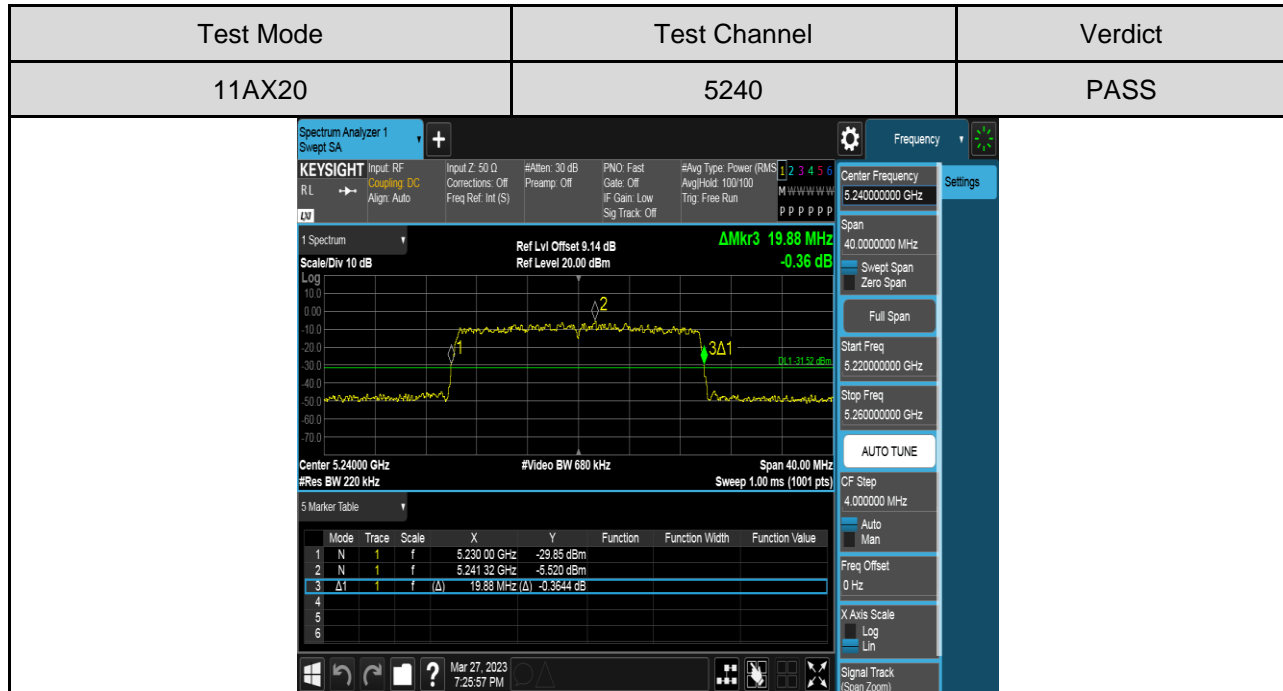 Test Mode Test Channel Verdict
11AX20 5240 PASS
Spectrum Analyzer 1
Swept SA
+
Frequency
KEYSIGHT
RL
LXI
Input: RF
Coupling: DC
Align: Auto
Input Z: 50 Ω
Corrections: Off
Freq Ref: Int (S)
#Atten: 30 dB
Preamp: Off
PNO: Fast
Gate: Off
IF Gain: Low
Sig Track: Off
#Avg Type: Power (RMS
Avg|Hold: 100/100
Trig: Free Run
1 2 3 4 5 6
M W W W W W
P P P P P P
1 Spectrum
Scale/Div 10 dB
Log
Ref Lvl Offset 9.14 dB
Ref Level 20.00 dBm
ΔMkr3 19.88 MHz
-0.36 dB
10.0
0.00
-10.0
-20.0
-30.0
-40.0
-50.0
-60.0
-70.0
1
2
3Δ1
DL1 -31.52 dBm
Center 5.24000 GHz
#Res BW 220 kHz
#Video BW 680 kHz
Span 40.00 MHz
Sweep 1.00 ms (1001 pts)
5 Marker Table
Mode Trace Scale X Y Function Function Width Function Value
1 N 1 f 5.230 00 GHz -29.85 dBm
2 N 1 f 5.241 32 GHz -5.520 dBm
3 Δ1 1 f (Δ) 19.88 MHz (Δ) -0.3644 dB
4
5
6
?
Mar 27, 2023
7:25:57 PM
Center Frequency
5.240000000 GHz
Settings
Span
40.0000000 MHz
Swept Span
Zero Span
Full Span
Start Freq
5.220000000 GHz
Stop Freq
5.260000000 GHz
AUTO TUNE
CF Step
4.000000 MHz
Auto
Man
Freq Offset
0 Hz
X Axis Scale
Log
Lin
Signal Track
(Span Zoom)